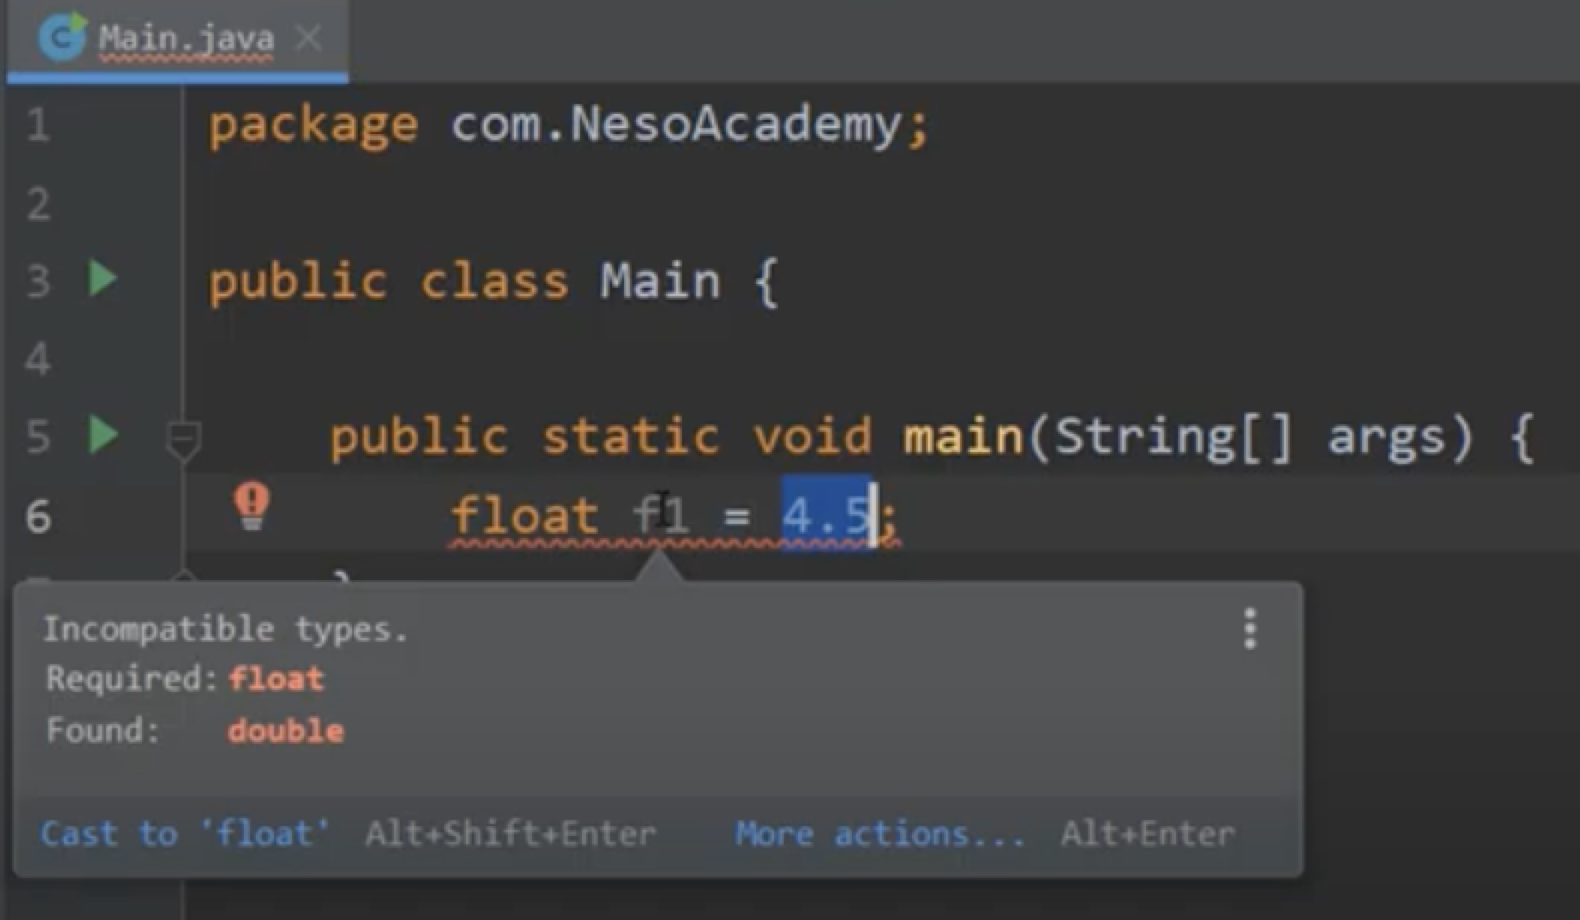 Main.java
1 package com.NesoAcademy;
2
3 public class Main {
4
5 public static void main(String[] args) {
6 float f1 = 4.5;
}
Incompatible types.
Required: float
Found: double
Cast to 'float' Alt+Shift+Enter More actions... Alt+Enter